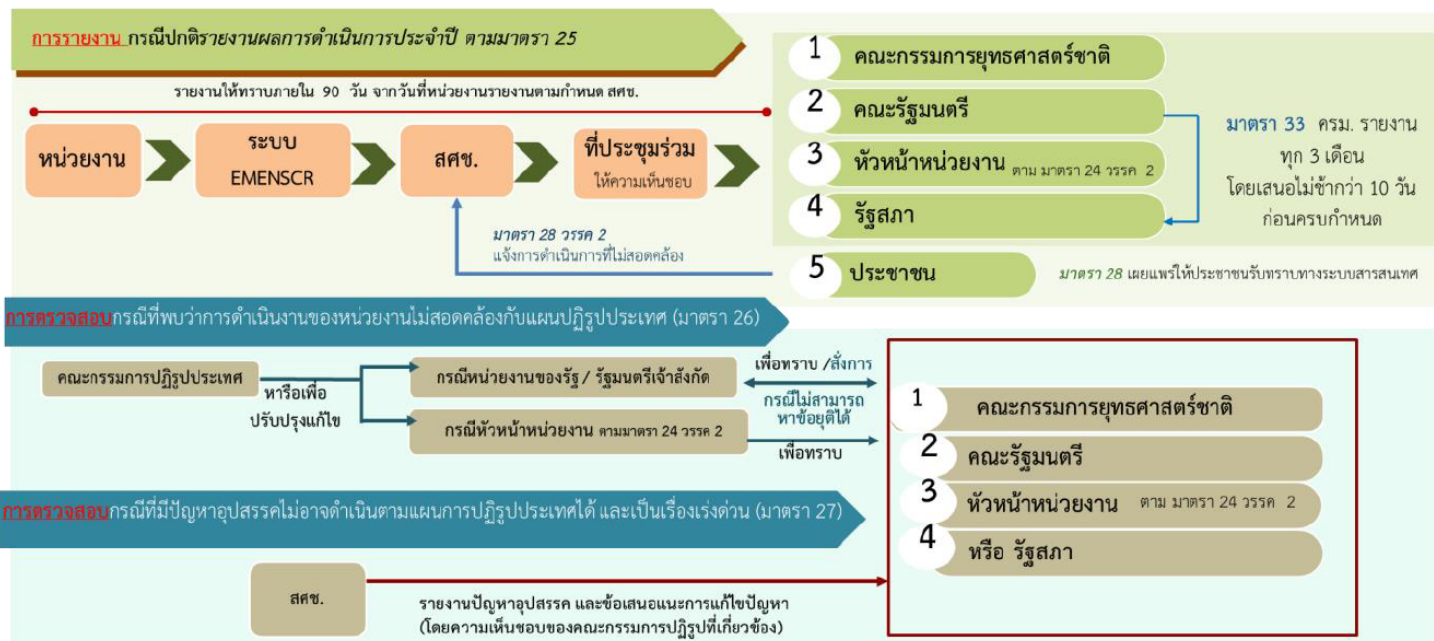 การรายงาน กรณีปกติรายงานผลการดำเนินการประจำปี ตามมาตรา 25
รายงานให้ทราบภายใน 90 วัน จากวันที่หน่วยงานรายงานตามกำหนด สศช.
หน่วยงาน
ระบบ
EMENSCR
สศช.
ที่ประชุมร่วม
ให้ความเห็นชอบ
1 คณะกรรมการยุทธศาสตร์ชาติ
2 คณะรัฐมนตรี
3 หัวหน้าหน่วยงาน ตาม มาตรา 24 วรรค 2
4 รัฐสภา
5 ประชาชน
มาตรา 33 ครม. รายงาน
ทุก 3 เดือน
โดยเสนอไม่ช้ากว่า 10 วัน
ก่อนครบกำหนด
มาตรา 28 วรรค 2
แจ้งการดำเนินการที่ไม่สอดคล้อง
มาตรา 28 เผยแพร่ให้ประชาชนรับทราบทางระบบสารสนเทศ
การตรวจสอบกรณีที่พบว่าการดำเนินงานของหน่วยงานไม่สอดคล้องกับแผนปฏิรูปประเทศ (มาตรา 26)
คณะกรรมการปฏิรูปประเทศ
หารือเพื่อ
ปรับปรุงแก้ไข
กรณีหน่วยงานของรัฐ / รัฐมนตรีเจ้าสังกัด
กรณีหัวหน้าหน่วยงาน ตามมาตรา 24 วรรค 2
เพื่อทราบ /สั่งการ
กรณีไม่สามารถ
หาข้อยุติได้
เพื่อทราบ
1 คณะกรรมการยุทธศาสตร์ชาติ
2 คณะรัฐมนตรี
3 หัวหน้าหน่วยงาน ตาม มาตรา 24 วรรค 2
4 หรือ รัฐสภา
การตรวจสอบกรณีที่มีปัญหาอุปสรรคไม่อาจดำเนินตามแผนการปฏิรูปประเทศได้ และเป็นเรื่องเร่งด่วน (มาตรา 27)
สศช.
รายงานปัญหาอุปสรรค และข้อเสนอแนะการแก้ไขปัญหา
(โดยความเห็นชอบของคณะกรรมการปฏิรูปที่เกี่ยวข้อง)